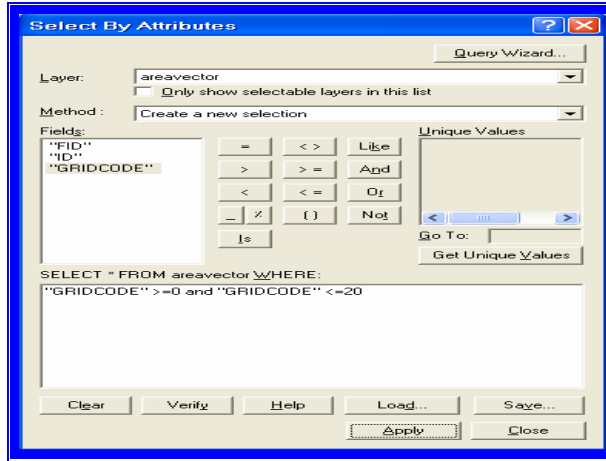 Select By Attributes
Query Wizard...
Layer: areavector
Only show selectable layers in this list
Method : Create a new selection
Fields: Unique Values
"FID"
"ID"
"GRIDCODE"
= < > Like
> > = And
< < = Or
_ % ( ) Not
Is
Go To:
Get Unique Values
SELECT * FROM areavector WHERE:
"GRIDCODE" >=0 and "GRIDCODE" <=20
Clear Verify Help Load... Save...
Apply Close